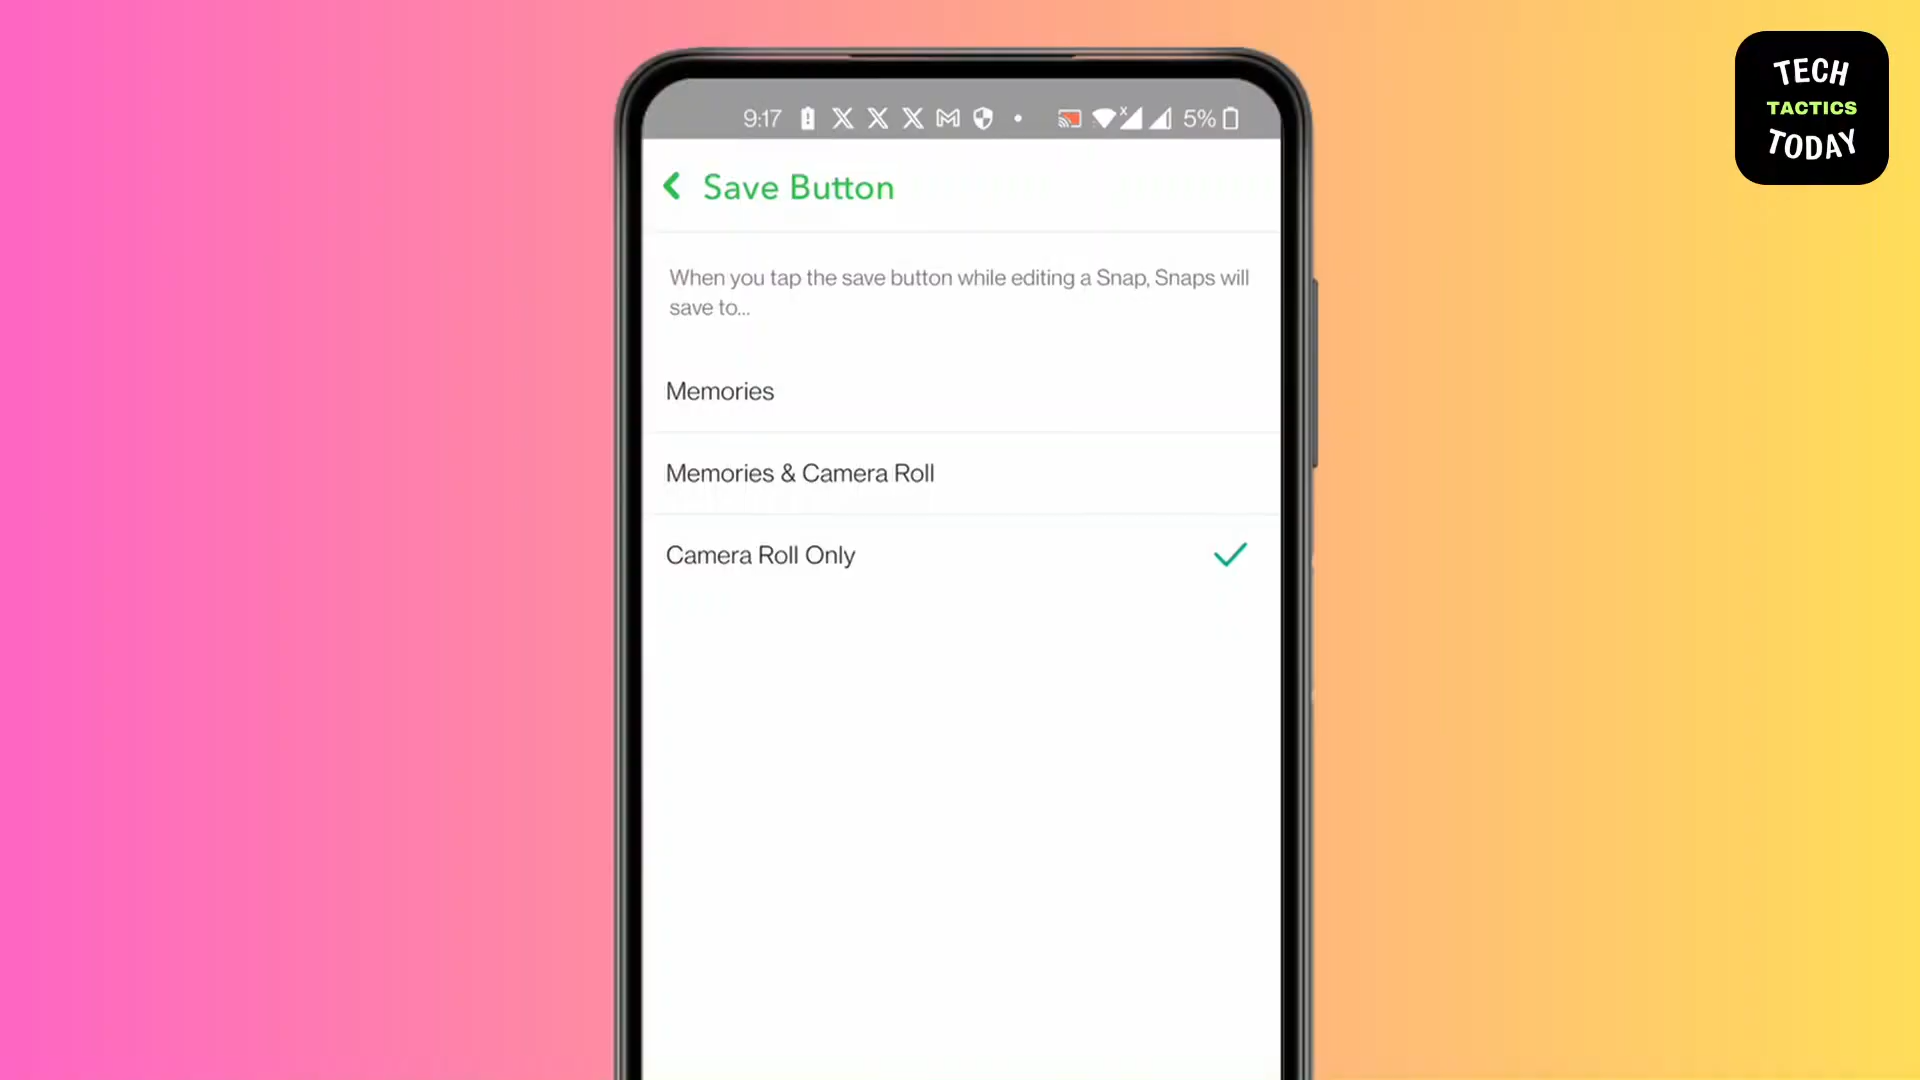 TECH
TACTICS
TODAY
9:17
5%
Save Button
When you tap the save button while editing a Snap, Snaps will
save to...
Memories
Memories & Camera Roll
Camera Roll Only